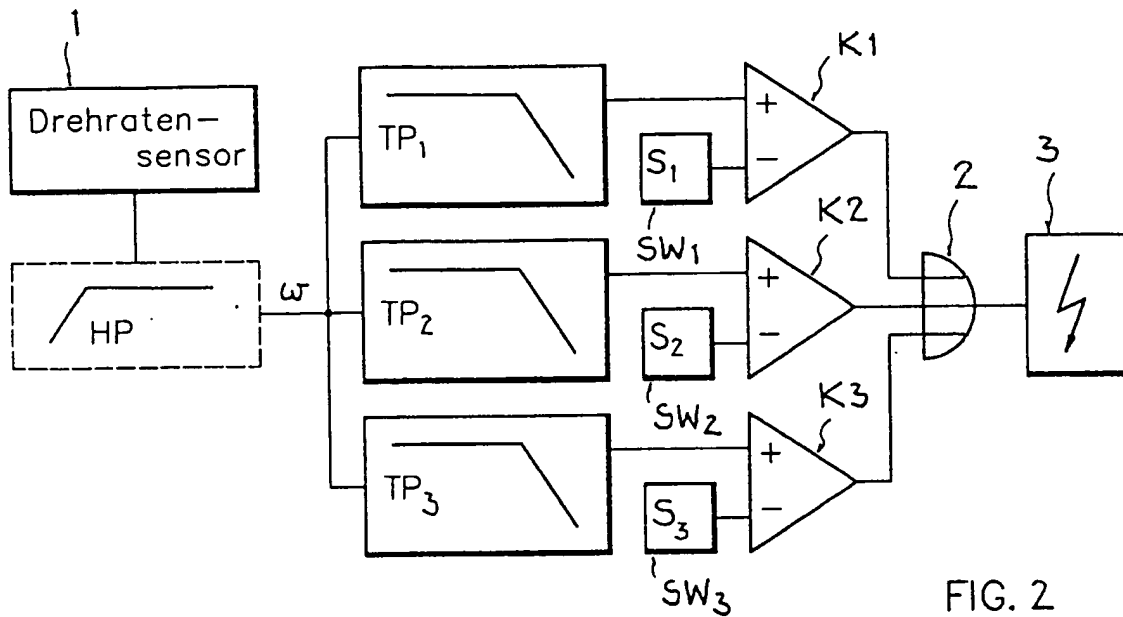 1
Drehraten-
sensor
HP
ω
TP₁
S₁
SW₁
+
−
K1
TP₂
S₂
SW₂
+
−
K2
TP₃
S₃
SW₃
+
−
K3
2
3
FIG. 2